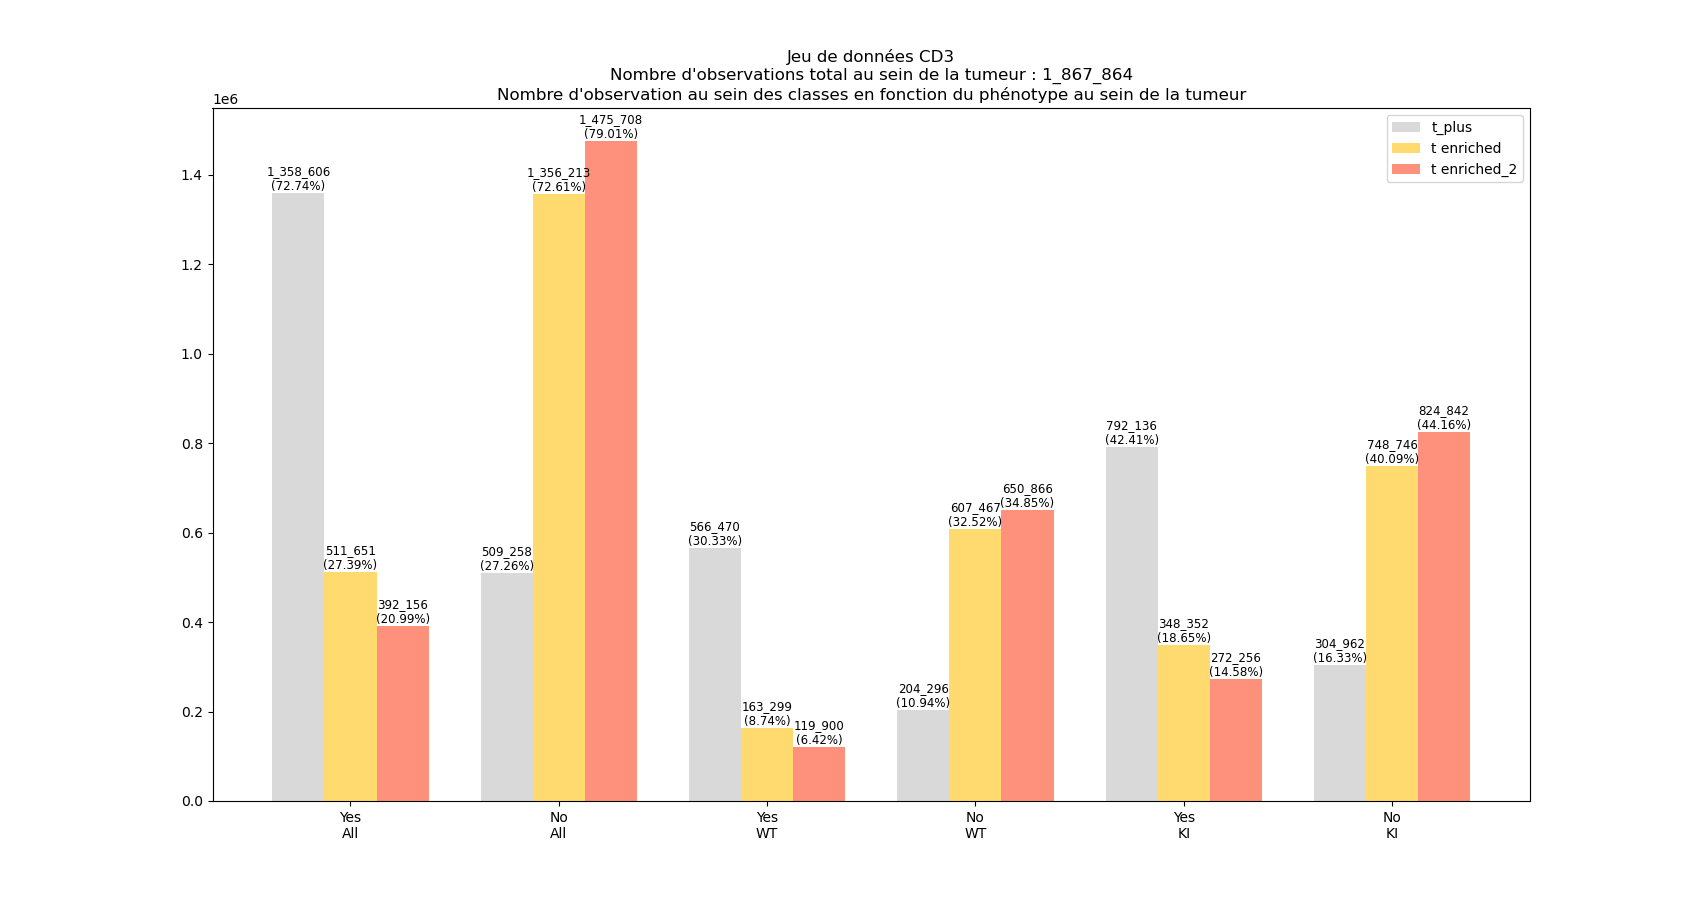 Jeu de données CD3
Nombre d'observations total au sein de la tumeur : 1_867_864
Nombre d'observation au sein des classes en fonction du phénotype au sein de la tumeur
1e6
t_plus
t enriched
t enriched_2
1.4
1.2
1.0
0.8
0.6
0.4
0.2
0.0
1_358_606
(72.74%)
511_651
(27.39%)
392_156
(20.99%)
509_258
(27.26%)
1_356_213
(72.61%)
1_475_708
(79.01%)
566_470
(30.33%)
163_299
(8.74%)
119_900
(6.42%)
204_296
(10.94%)
607_467
(32.52%)
650_866
(34.85%)
792_136
(42.41%)
348_352
(18.65%)
272_256
(14.58%)
304_962
(16.33%)
748_746
(40.09%)
824_842
(44.16%)
Yes
All
No
All
Yes
WT
No
WT
Yes
KI
No
KI